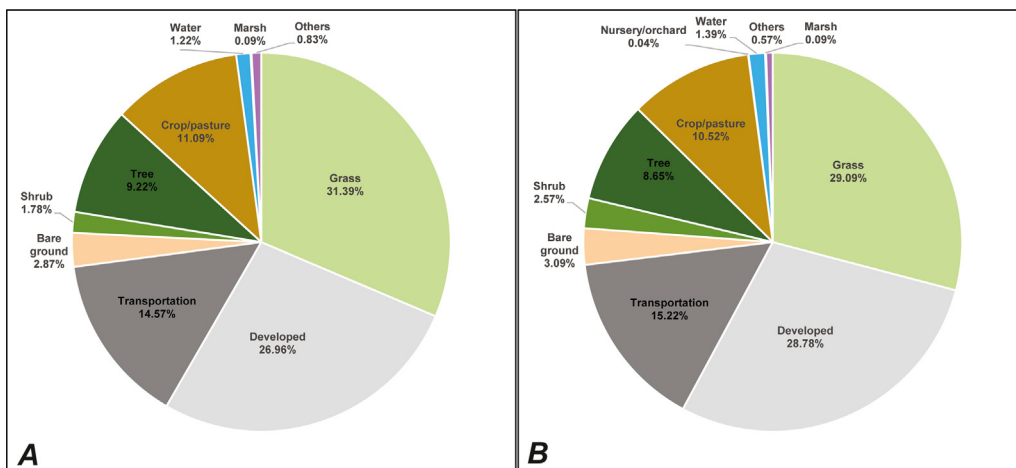 Water
1.22%
Marsh
0.09%
Others
0.83%
Grass
31.39%
Developed
26.96%
Transportation
14.57%
Bare
ground
2.87%
Shrub
1.78%
Tree
9.22%
Crop/pasture
11.09%
A
Nursery/orchard
0.04%
Water
1.39%
Others
0.57%
Marsh
0.09%
Grass
29.09%
Developed
28.78%
Transportation
15.22%
Bare
ground
3.09%
Shrub
2.57%
Tree
8.65%
Crop/pasture
10.52%
B